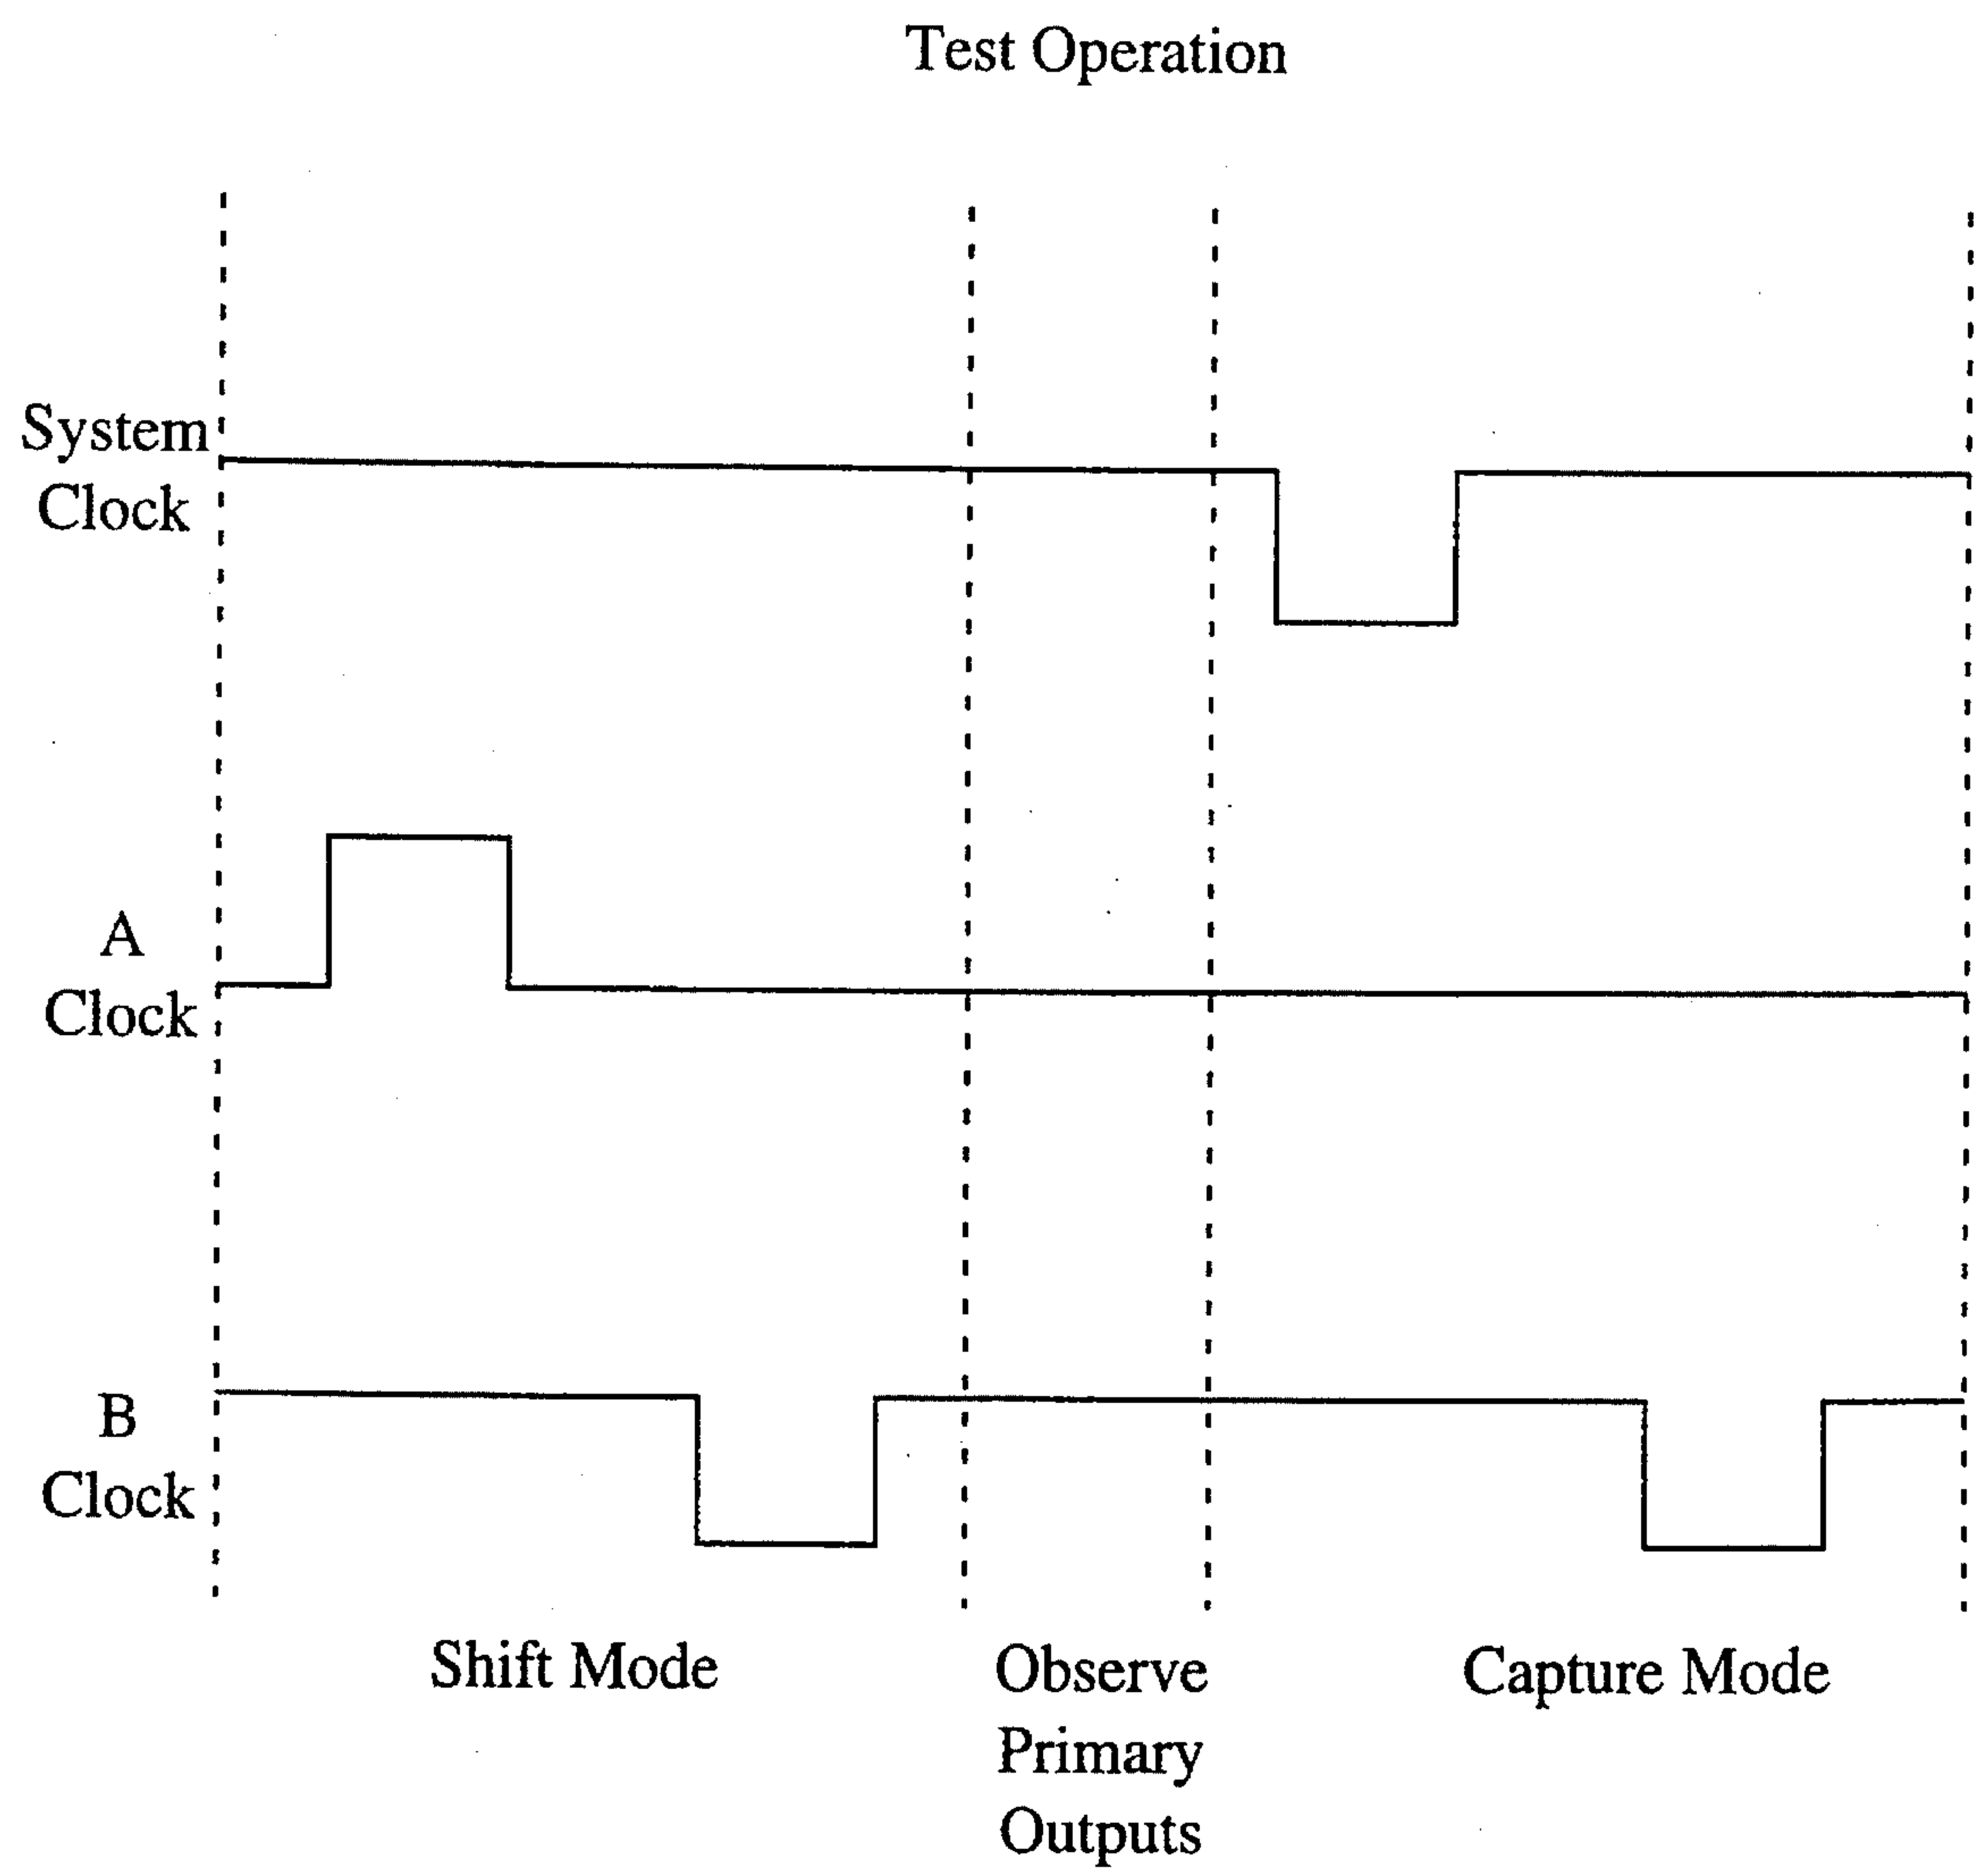 Test Operation
System
Clock
A
Clock
B
Clock
Shift Mode
Observe
Primary
Outputs
Capture Mode